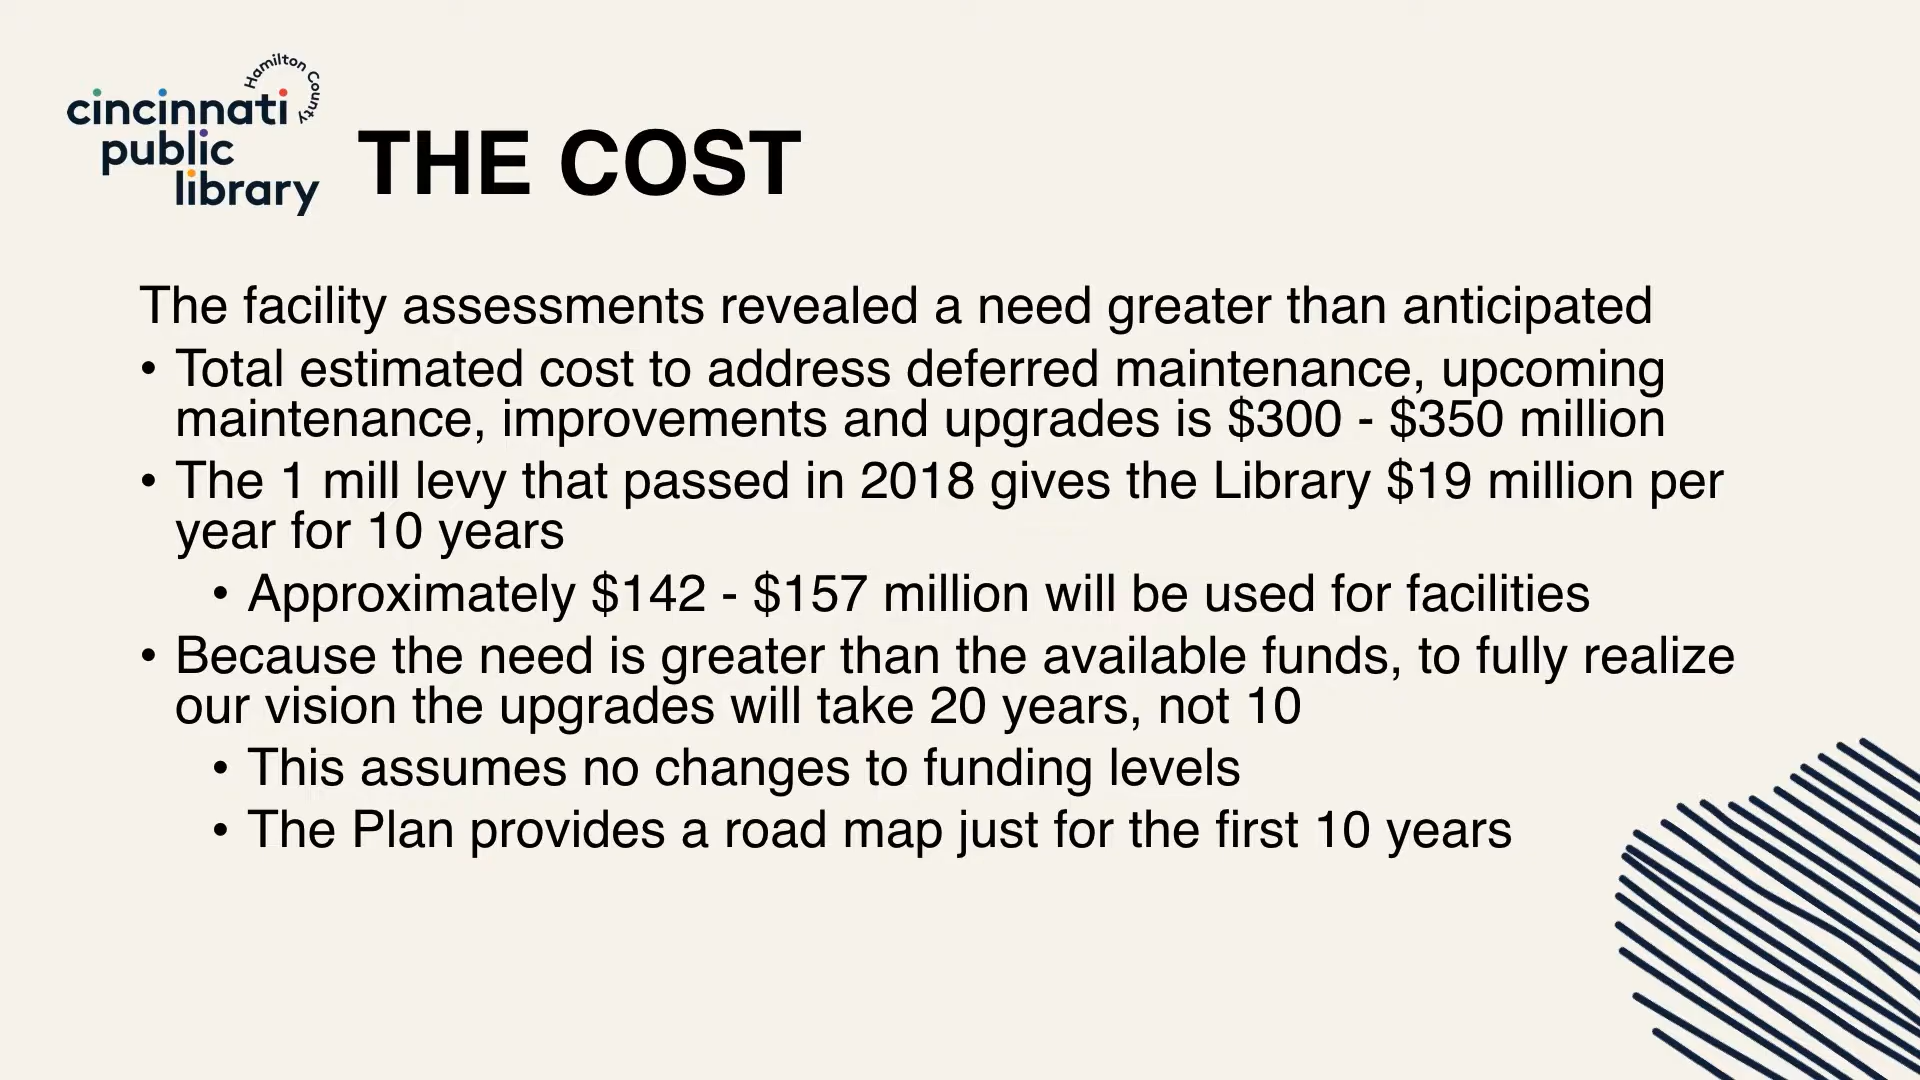 Hamilton County
cincinnati
public
library
THE COST
The facility assessments revealed a need greater than anticipated
• Total estimated cost to address deferred maintenance, upcoming
maintenance, improvements and upgrades is $300 - $350 million
• The 1 mill levy that passed in 2018 gives the Library $19 million per
year for 10 years
• Approximately $142 - $157 million will be used for facilities
• Because the need is greater than the available funds, to fully realize
our vision the upgrades will take 20 years, not 10
• This assumes no changes to funding levels
• The Plan provides a road map just for the first 10 years